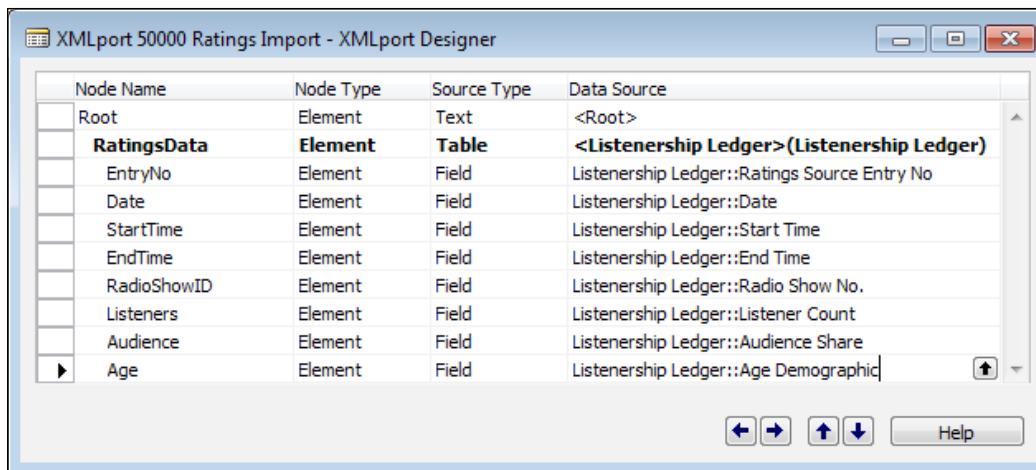 XMLport 50000 Ratings Import - XMLport Designer
Node Name Node Type Source Type Data Source
Root Element Text <Root>
RatingsData Element Table <Listenership Ledger>(Listenership Ledger)
EntryNo Element Field Listenership Ledger::Ratings Source Entry No
Date Element Field Listenership Ledger::Date
StartTime Element Field Listenership Ledger::Start Time
EndTime Element Field Listenership Ledger::End Time
RadioShowID Element Field Listenership Ledger::Radio Show No.
Listeners Element Field Listenership Ledger::Listener Count
Audience Element Field Listenership Ledger::Audience Share
Age Element Field Listenership Ledger::Age Demographic
Help